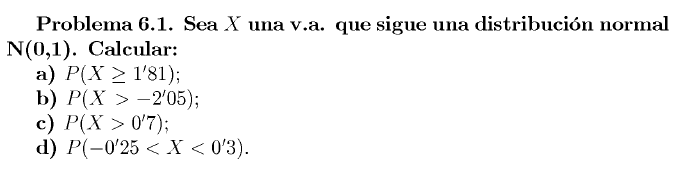 Problema 6.1. Sea X una v.a. que sigue una distribución normal
N(0,1). Calcular:
a) P(X ≥ 1'81);
b) P(X > −2'05);
c) P(X > 0'7);
d) P(−0'25 < X < 0'3).